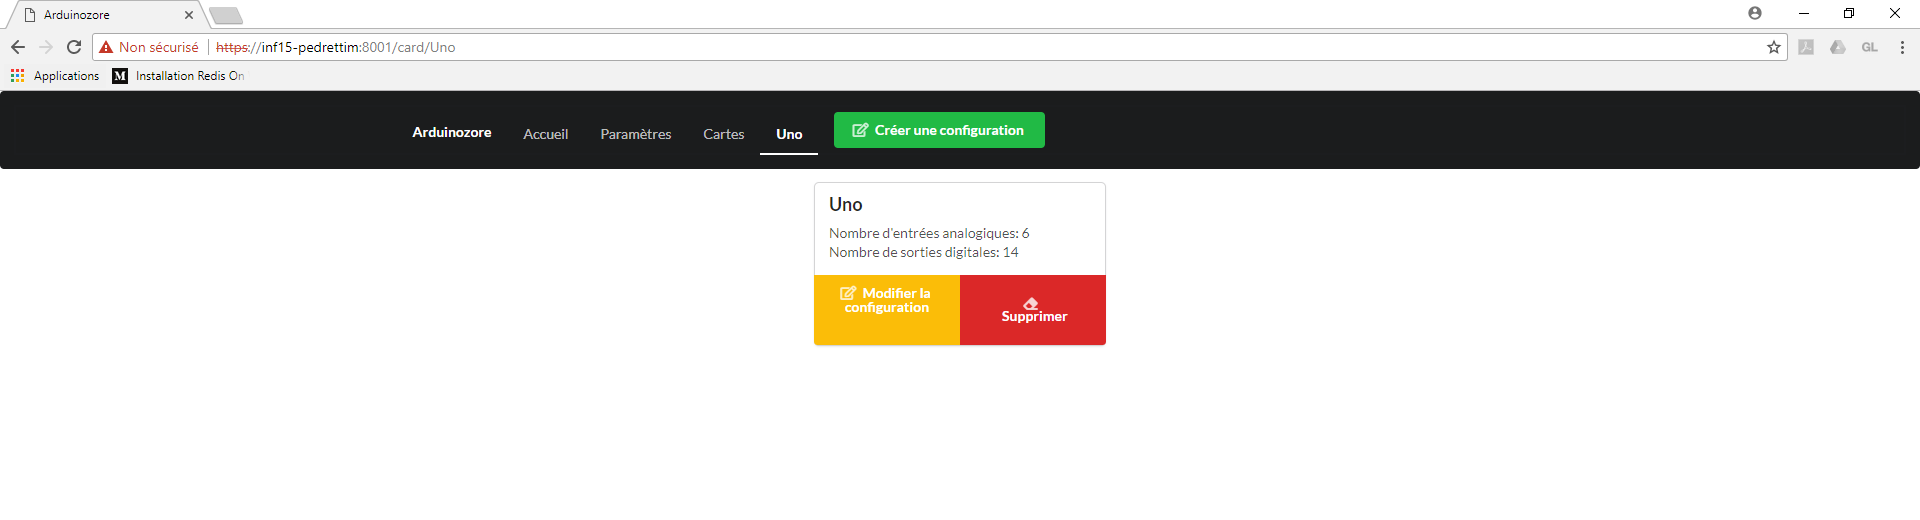 Arduinozore
Non sécurisé https://inf15-pedrettim:8001/card/Uno
GL
Applications M Installation Redis On
Arduinozore Accueil Paramètres Cartes Uno Créer une configuration
Uno
Nombre d'entrées analogiques: 6
Nombre de sorties digitales: 14
Modifier la
configuration
Supprimer